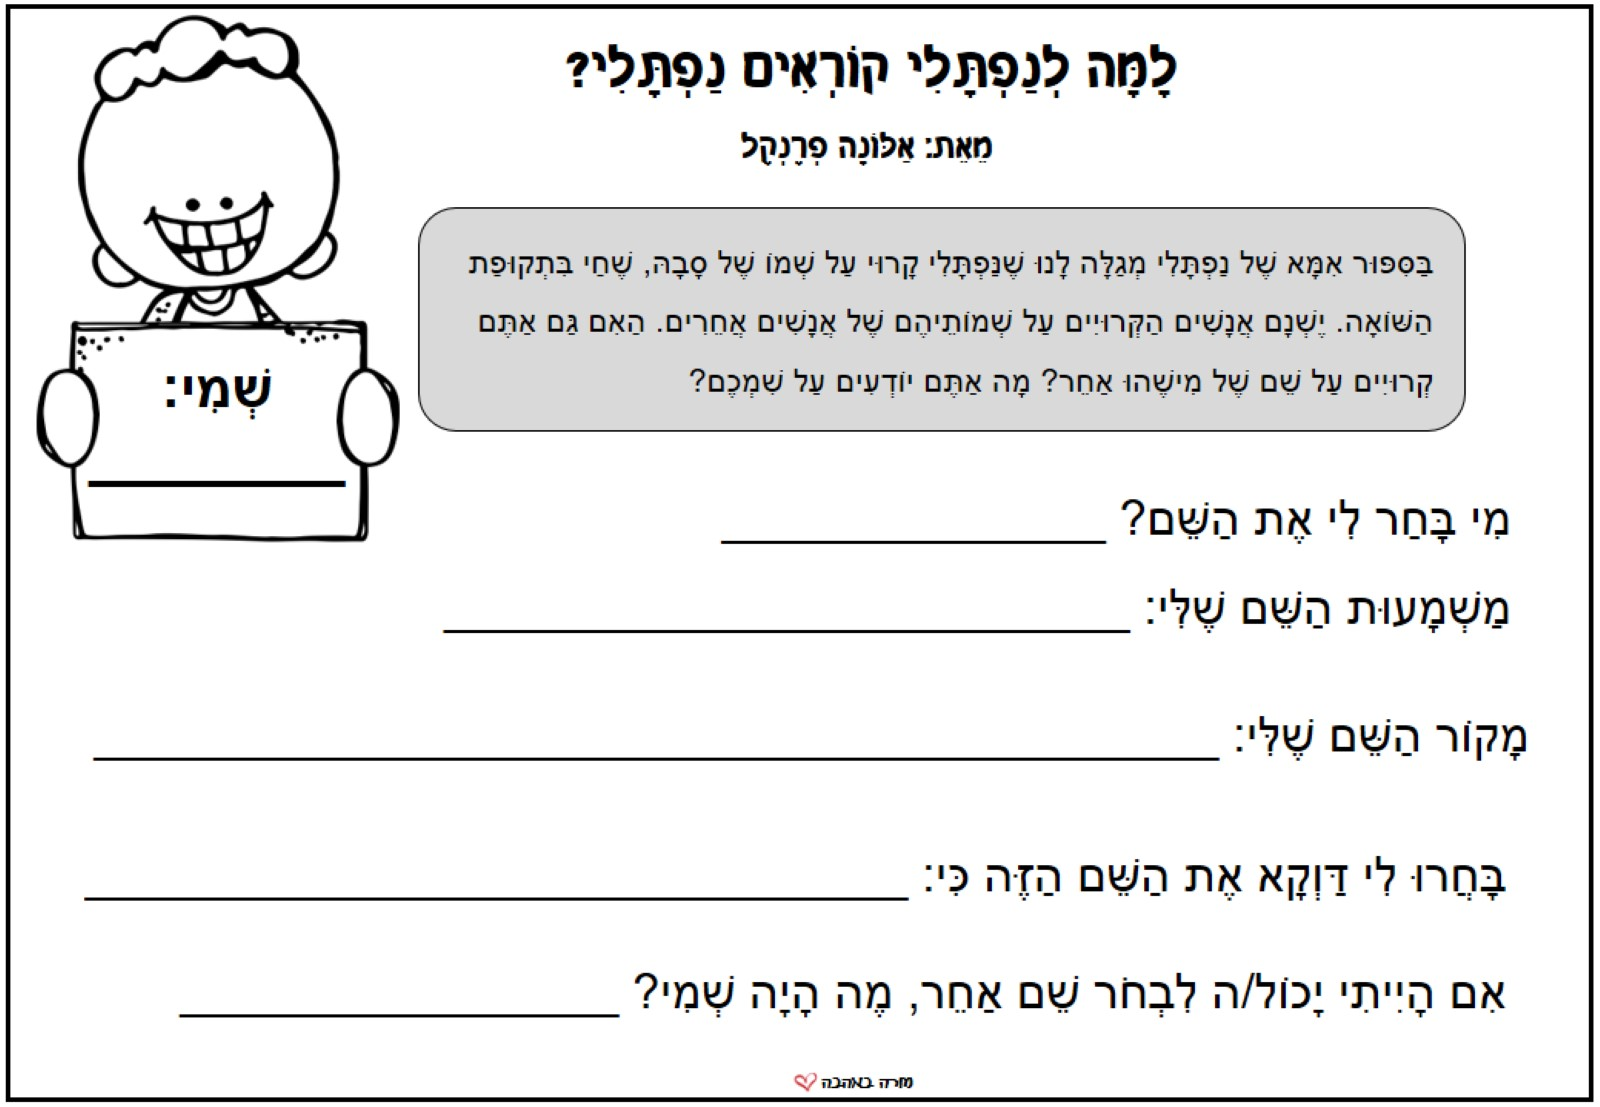 לָמָּה לְנַפְתָּלִי קוֹרְאִים נַפְתָּלִי?
מֵאֵת: אַלּוֹנָה פְרֶנְקֶל
בַּסִּפּוּר אִמָּא שֶׁל נַפְתָּלִי מְגַלָּה לָנוּ שֶׁנַּפְתָּלִי קָרוּי עַל שְׁמוֹ שֶׁל סָבָהּ, שֶׁחַי בִּתְקוּפַת
הַשּׁוֹאָה. יֶשְׁנָם אֲנָשִׁים הַקְּרוּיִים עַל שְׁמוֹתֵיהֶם שֶׁל אֲנָשִׁים אֲחֵרִים. הַאִם גַּם אַתֶּם
קְרוּיִים עַל שֵׁם שֶׁל מִישֶׁהוּ אַחֵר? מָה אַתֶּם יוֹדְעִים עַל שִׁמְכֶם?
שְׁמִי:
מִי בָּחַר לִי אֶת הַשֵּׁם?
מַשְׁמָעוּת הַשֵּׁם שֶׁלִּי:
מָקוֹר הַשֵּׁם שֶׁלִּי:
בָּחֲרוּ לִי דַּוְקָא אֶת הַשֵּׁם הַזֶּה כִּי:
אִם הָיִיתִי יָכוֹל/ה לִבְחֹר שֵׁם אַחֵר, מֶה הָיָה שְׁמִי?
מורה באהבה